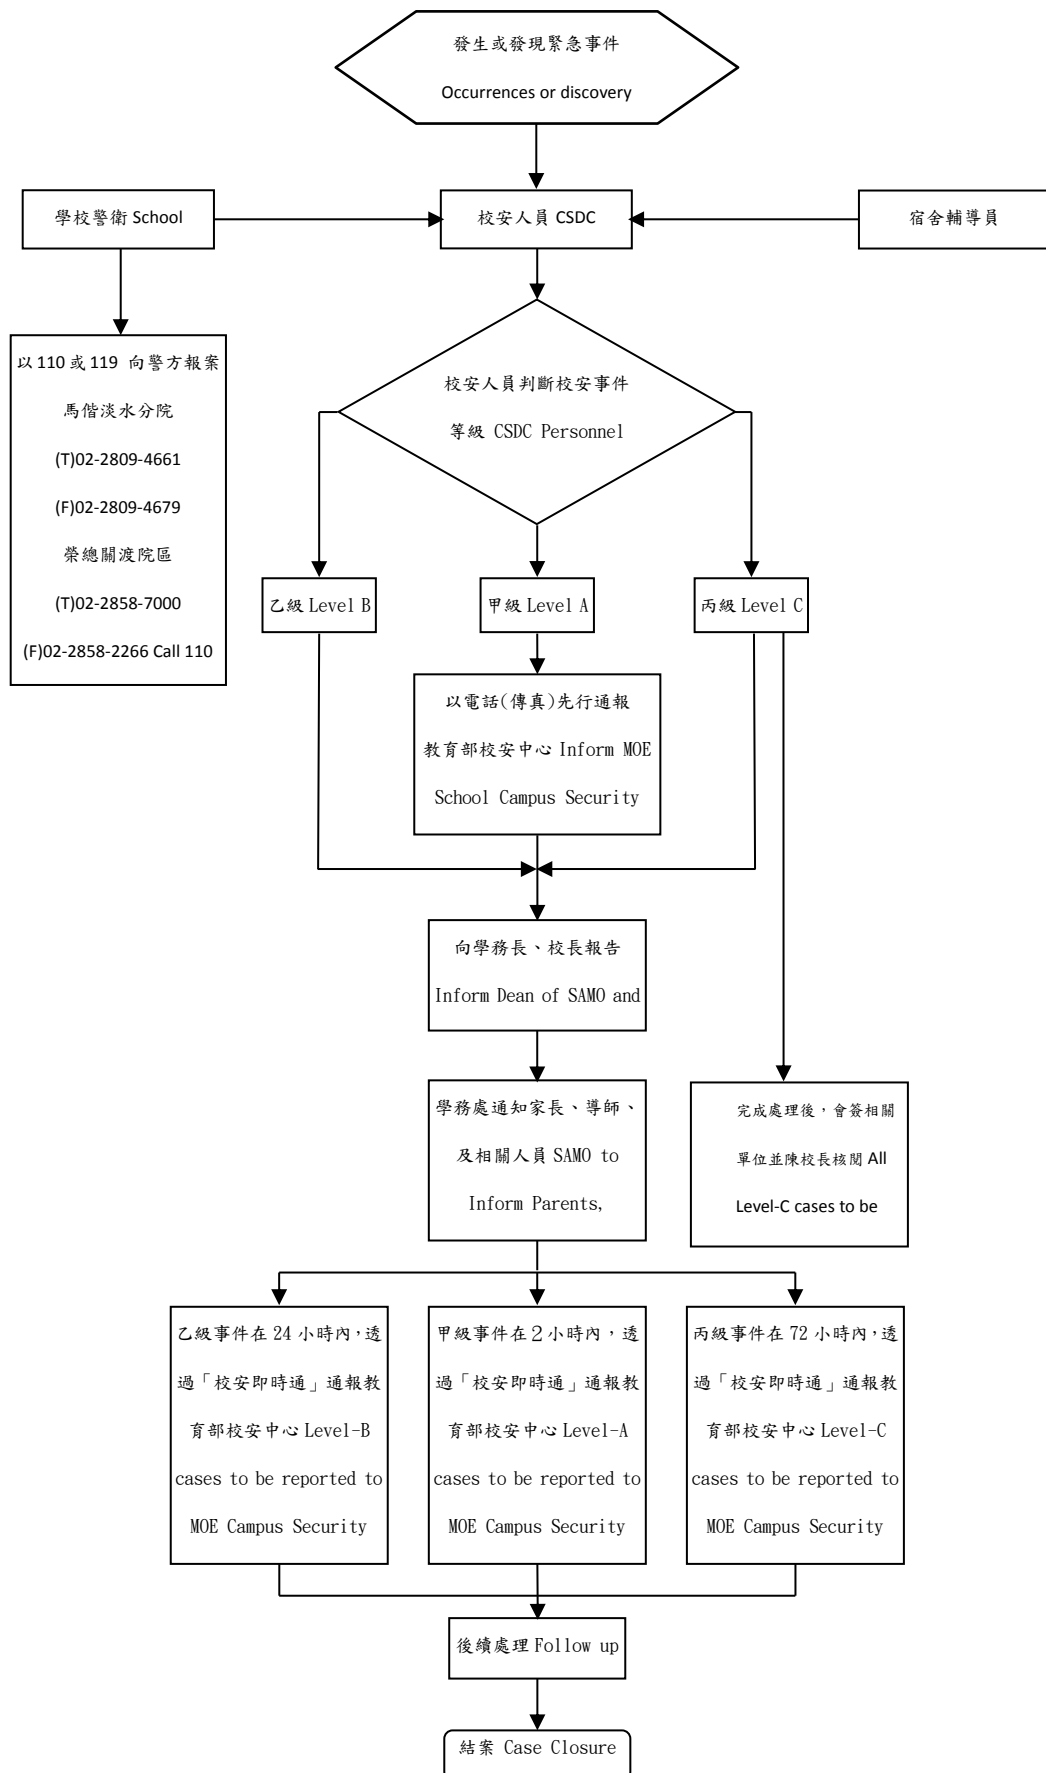 發生或發現緊急事件
Occurrences or discovery
學校警衛 School
校安人員 CSDC
宿舍輔導員
以 110 或 119 向警方報案
馬偕淡水分院
(T)02-2809-4661
(F)02-2809-4679
榮總關渡院區
(T)02-2858-7000
(F)02-2858-2266 Call 110
校安人員判斷校安事件
等級 CSDC Personnel
乙級 Level B
甲級 Level A
丙級 Level C
以電話(傳真)先行通報
教育部校安中心 Inform MOE
School Campus Security
向學務長、校長報告
Inform Dean of SAMO and
學務處通知家長、導師、
及相關人員 SAMO to
Inform Parents,
完成處理後，會簽相關
單位並陳校長核閱 All
Level-C cases to be
乙級事件在 24 小時內，透
過「校安即時通」通報教
育部校安中心 Level-B
cases to be reported to
MOE Campus Security
甲級事件在２小時內，透
過「校安即時通」通報教
育部校安中心 Level-A
cases to be reported to
MOE Campus Security
丙級事件在 72 小時內，透
過「校安即時通」通報教
育部校安中心 Level-C
cases to be reported to
MOE Campus Security
後續處理 Follow up
結案 Case Closure